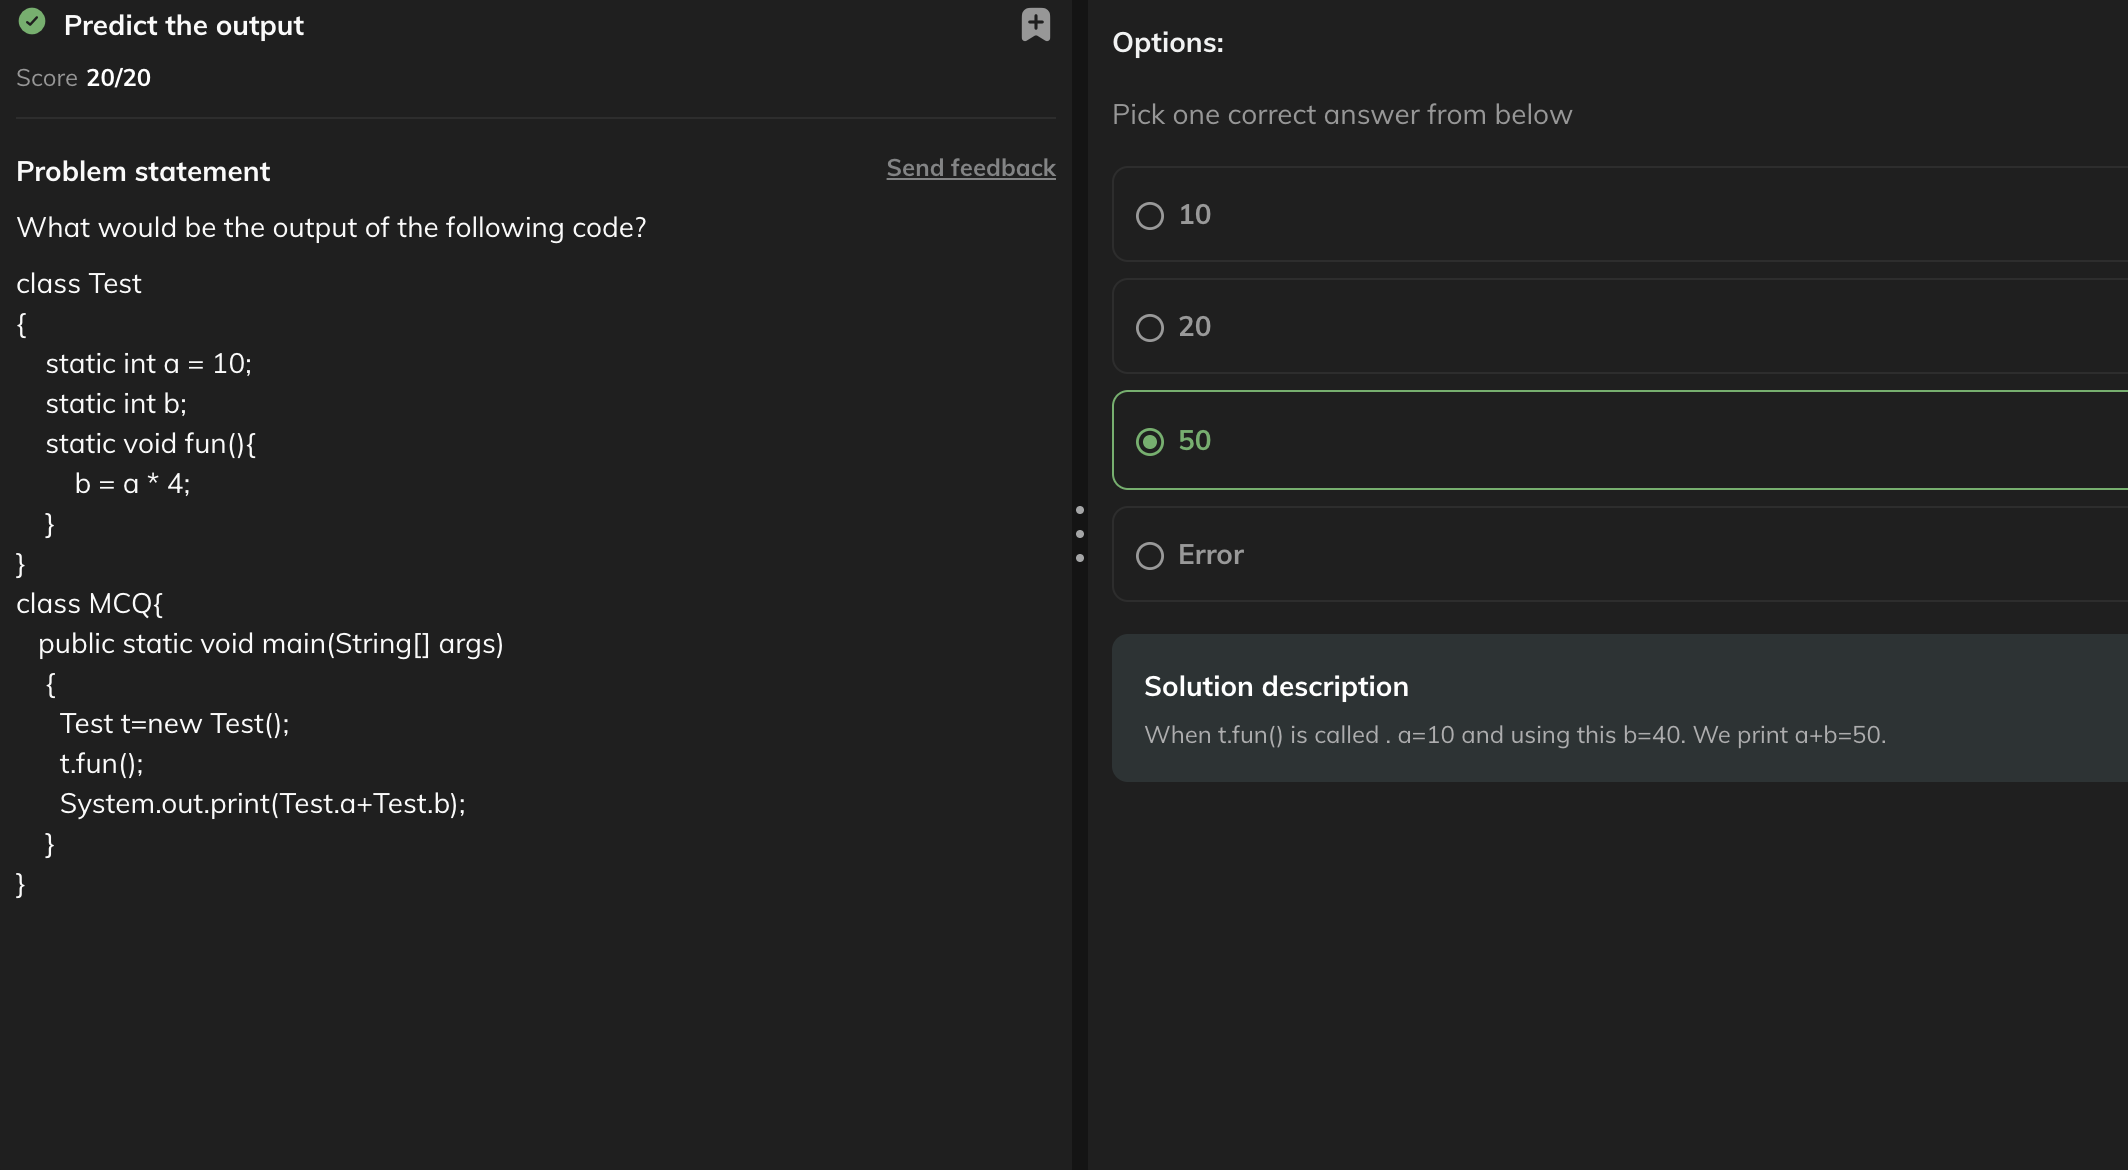 Predict the output
Score 20/20
Problem statement
Send feedback
What would be the output of the following code?
class Test
{
    static int a = 10;
    static int b;
    static void fun(){
        b = a * 4;
    }
}
class MCQ{
   public static void main(String[] args)
    {
      Test t=new Test();
      t.fun();
      System.out.print(Test.a+Test.b);
    }
}
Options:
Pick one correct answer from below
10
20
50
Error
Solution description
When t.fun() is called . a=10 and using this b=40. We print a+b=50.